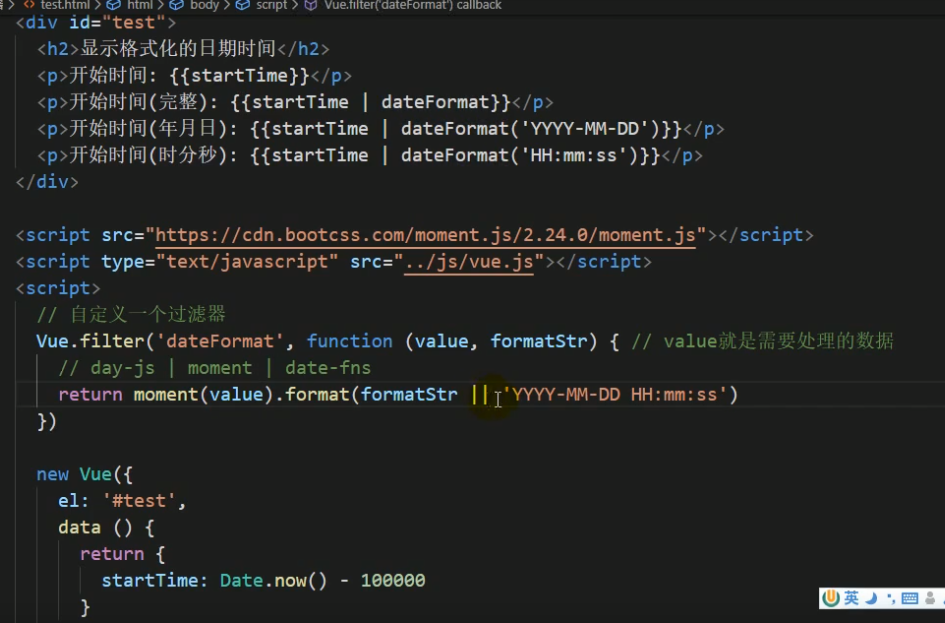 test.html > html > body > script > Vue.filter('dateFormat') callback
<div id="test">
<h2>显示格式化的日期时间</h2>
<p>开始时间: {{startTime}}</p>
<p>开始时间(完整): {{startTime | dateFormat}}</p>
<p>开始时间(年月日): {{startTime | dateFormat('YYYY-MM-DD')}}</p>
<p>开始时间(时分秒): {{startTime | dateFormat('HH:mm:ss')}}</p>
</div>
<script src="https://cdn.bootcss.com/moment.js/2.24.0/moment.js"></script>
<script type="text/javascript" src="../js/vue.js"></script>
<script>
// 自定义一个过滤器
Vue.filter('dateFormat', function (value, formatStr) { // value就是需要处理的数据
// day-js | moment | date-fns
return moment(value).format(formatStr || 'YYYY-MM-DD HH:mm:ss')
})
new Vue({
el: '#test',
data () {
return {
startTime: Date.now() - 100000
}
英